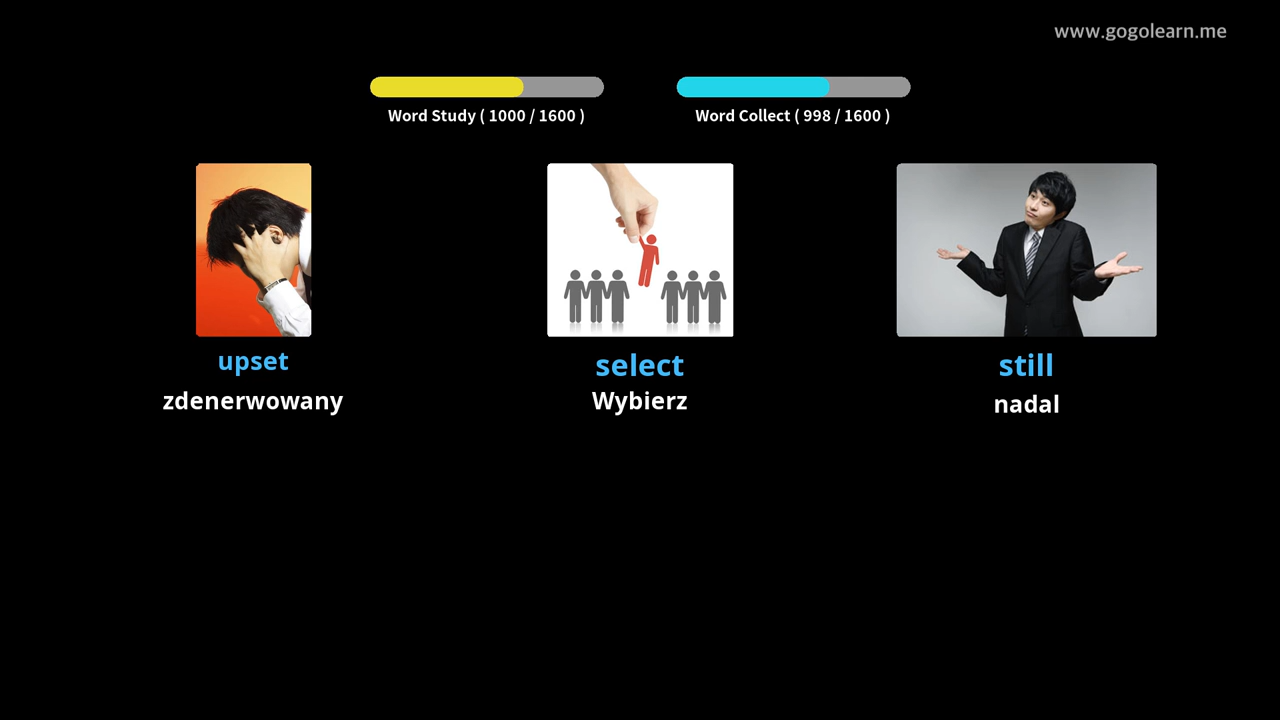 www.gogolearn.me
Word Study ( 1000 / 1600 )
Word Collect ( 998 / 1600 )
upset
zdenerwowany
select
Wybierz
still
nadal